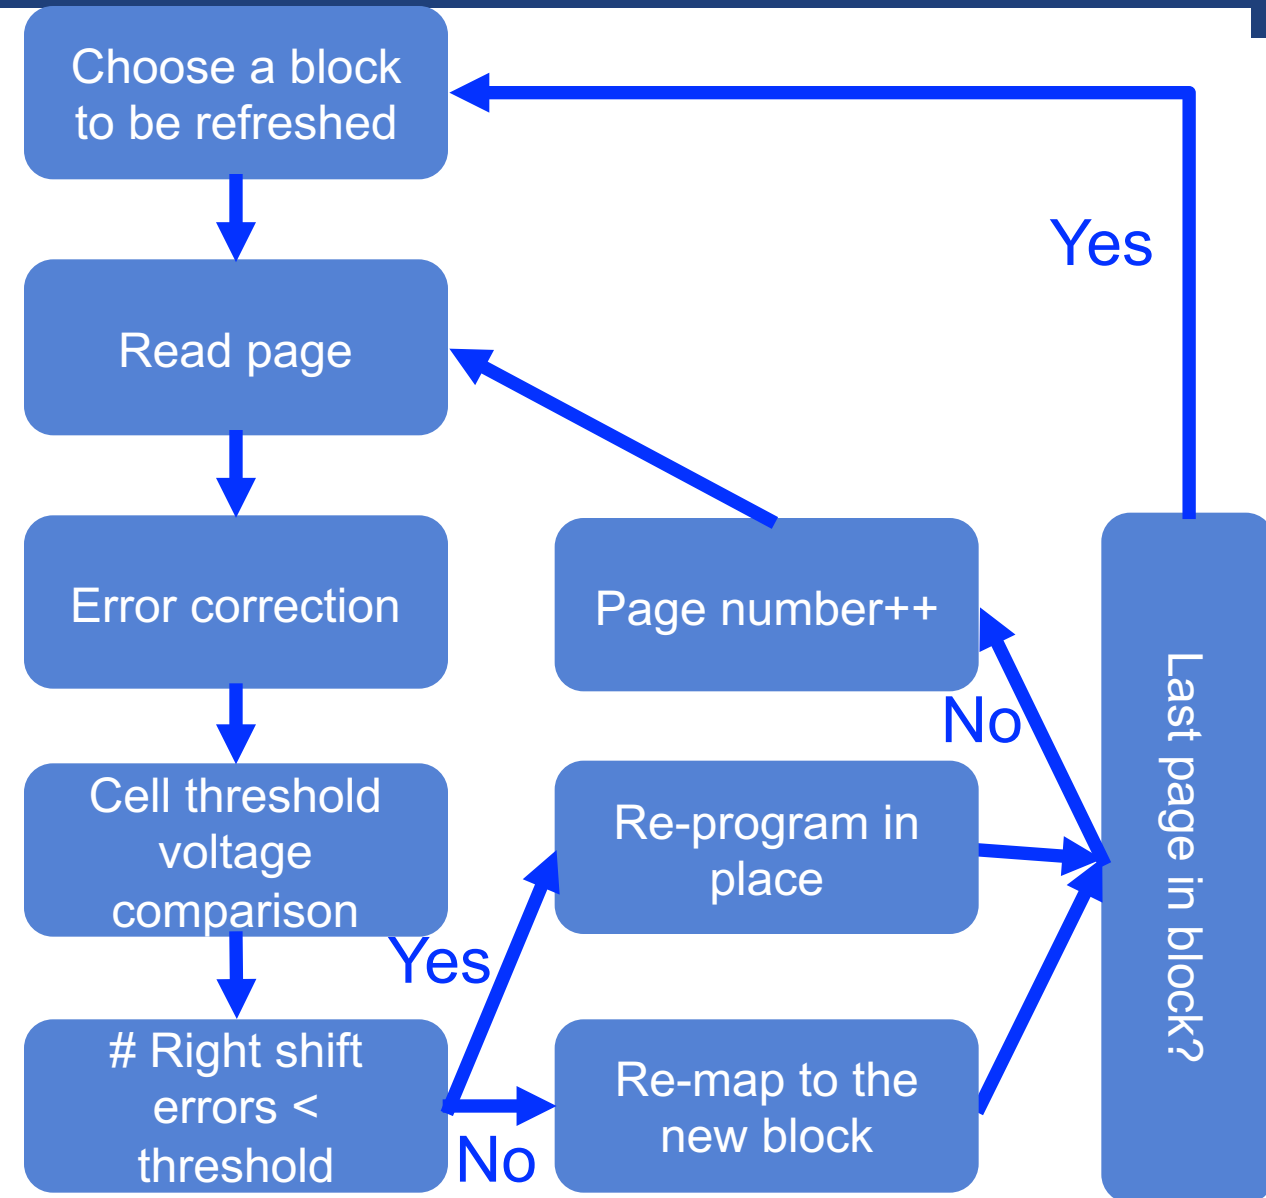 Choose a block
to be refreshed
Yes
Read page
Error correction
Page number++
No
Cell threshold
voltage
comparison
Re-program in
place
Last page in block?
Yes
# Right shift
errors <
threshold
Re-map to the
new block
No